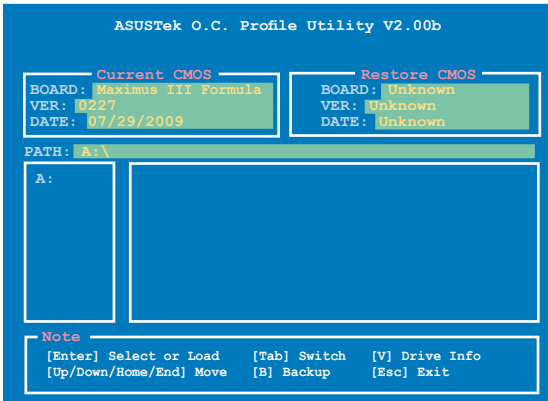 ASUSTek O.C. Profile Utility V2.00b
Current CMOS
BOARD: Maximus III Formula
VER: 0227
DATE: 07/29/2009
Restore CMOS
BOARD: Unknown
VER: Unknown
DATE: Unknown
PATH: A:\
A:
Note
[Enter] Select or Load [Tab] Switch [V] Drive Info
[Up/Down/Home/End] Move [B] Backup [Esc] Exit